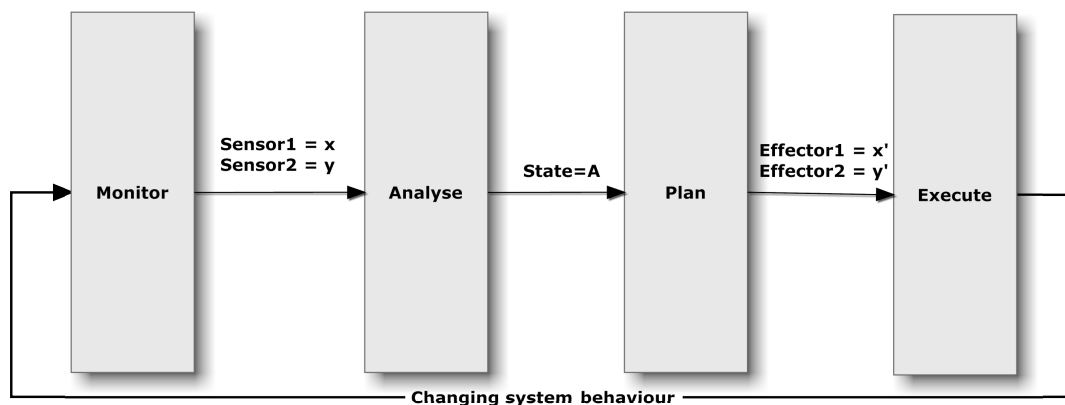 Monitor
Sensor1 = x
Sensor2 = y
Analyse
State=A
Plan
Effector1 = x'
Effector2 = y'
Execute
Changing system behaviour